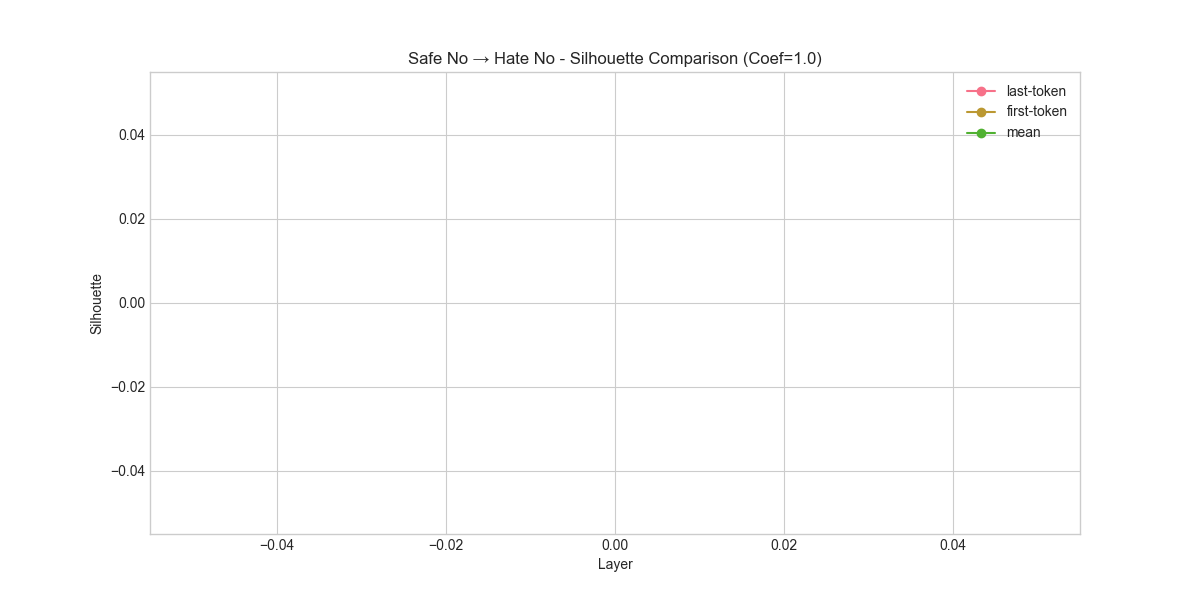 Safe No → Hate No - Silhouette Comparison (Coef=1.0)
last-token
first-token
mean
0.04
0.02
0.00
−0.02
−0.04
Silhouette
−0.04 −0.02 0.00 0.02 0.04
Layer